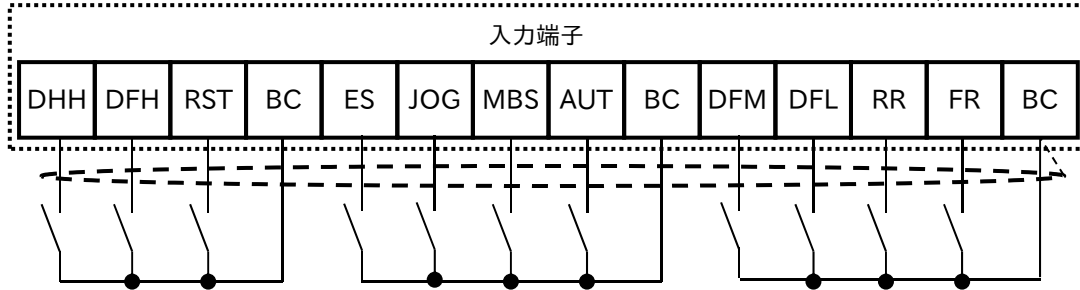 入力端子
DHH DFH RST BC ES JOG MBS AUT BC DFM DFL RR FR BC